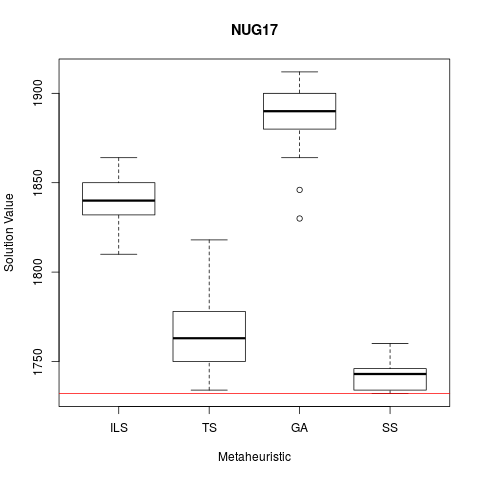 NUG17
Solution Value
1900
1850
1800
1750
ILS TS GA SS
Metaheuristic